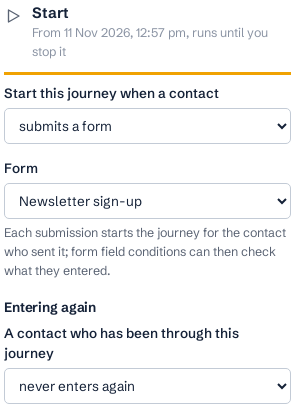 Start
From 11 Nov 2026, 12:57 pm, runs until you
stop it
Start this journey when a contact
submits a form
Form
Newsletter sign-up
Each submission starts the journey for the contact
who sent it; form field conditions can then check
what they entered.
Entering again
A contact who has been through this
journey
never enters again